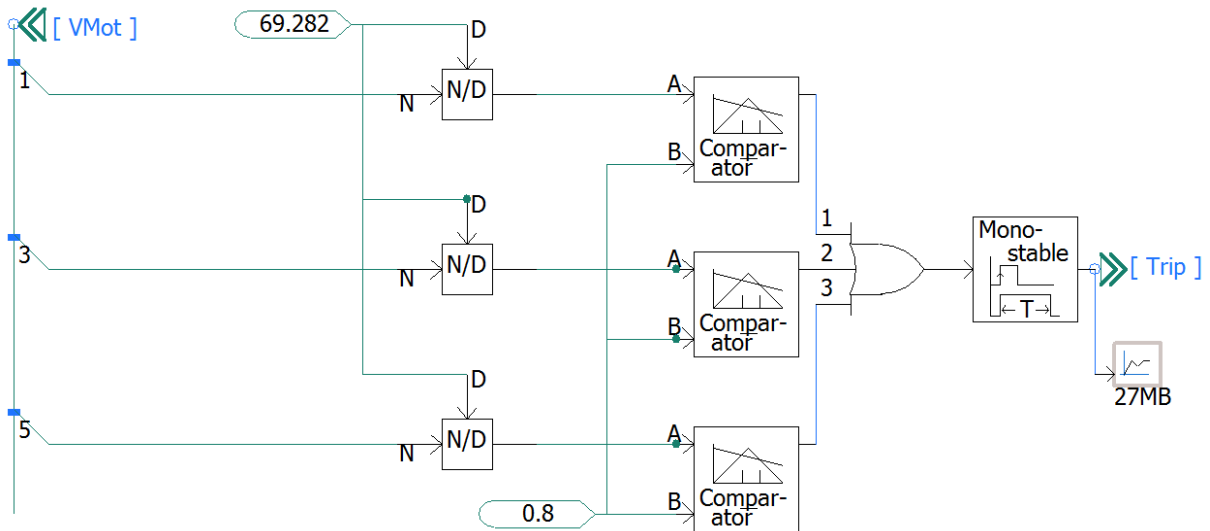 [ VMot ]
69.282
D
1
N
N/D
A
B
Compar-
ator
D
3
N
N/D
A
B
Compar-
ator
1
2
3
Mono-
stable
T
[ Trip ]
27MB
D
5
N
N/D
A
B
Compar-
ator
0.8